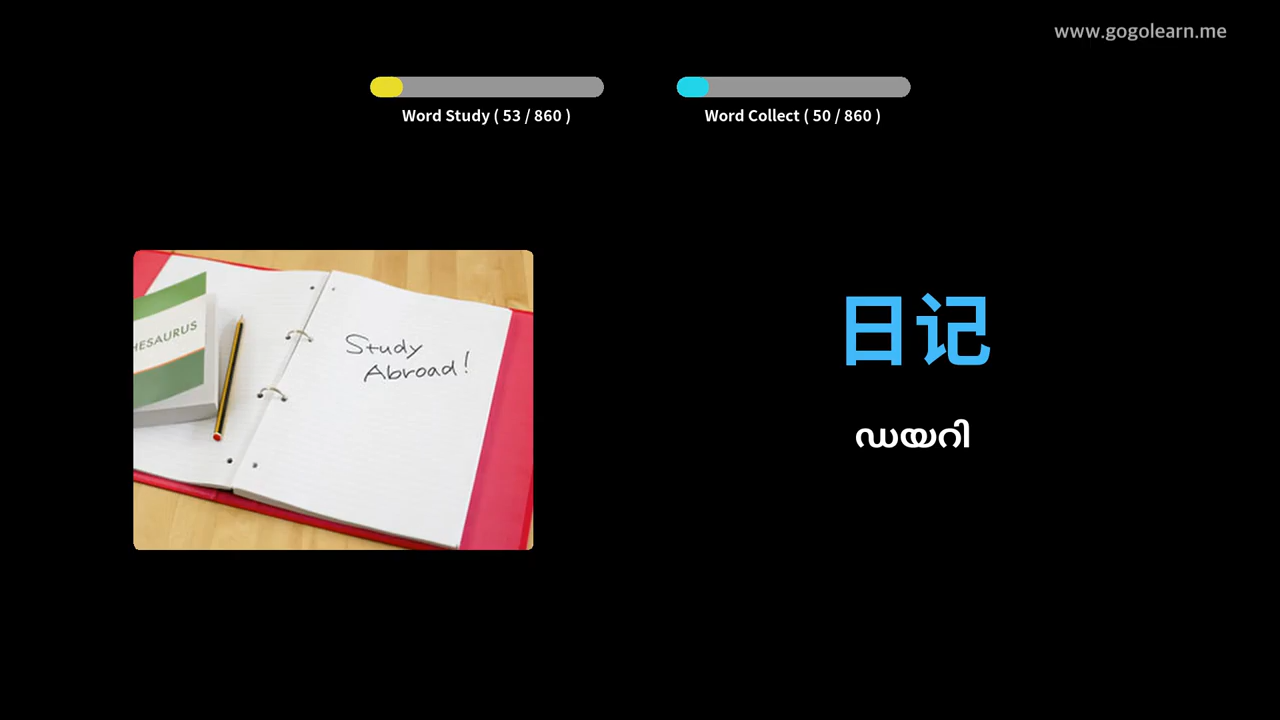 www.gogolearn.me
Word Study ( 53 / 860 )
Word Collect ( 50 / 860 )
HESAURUS
Study
Abroad!
日记
ഡയറി